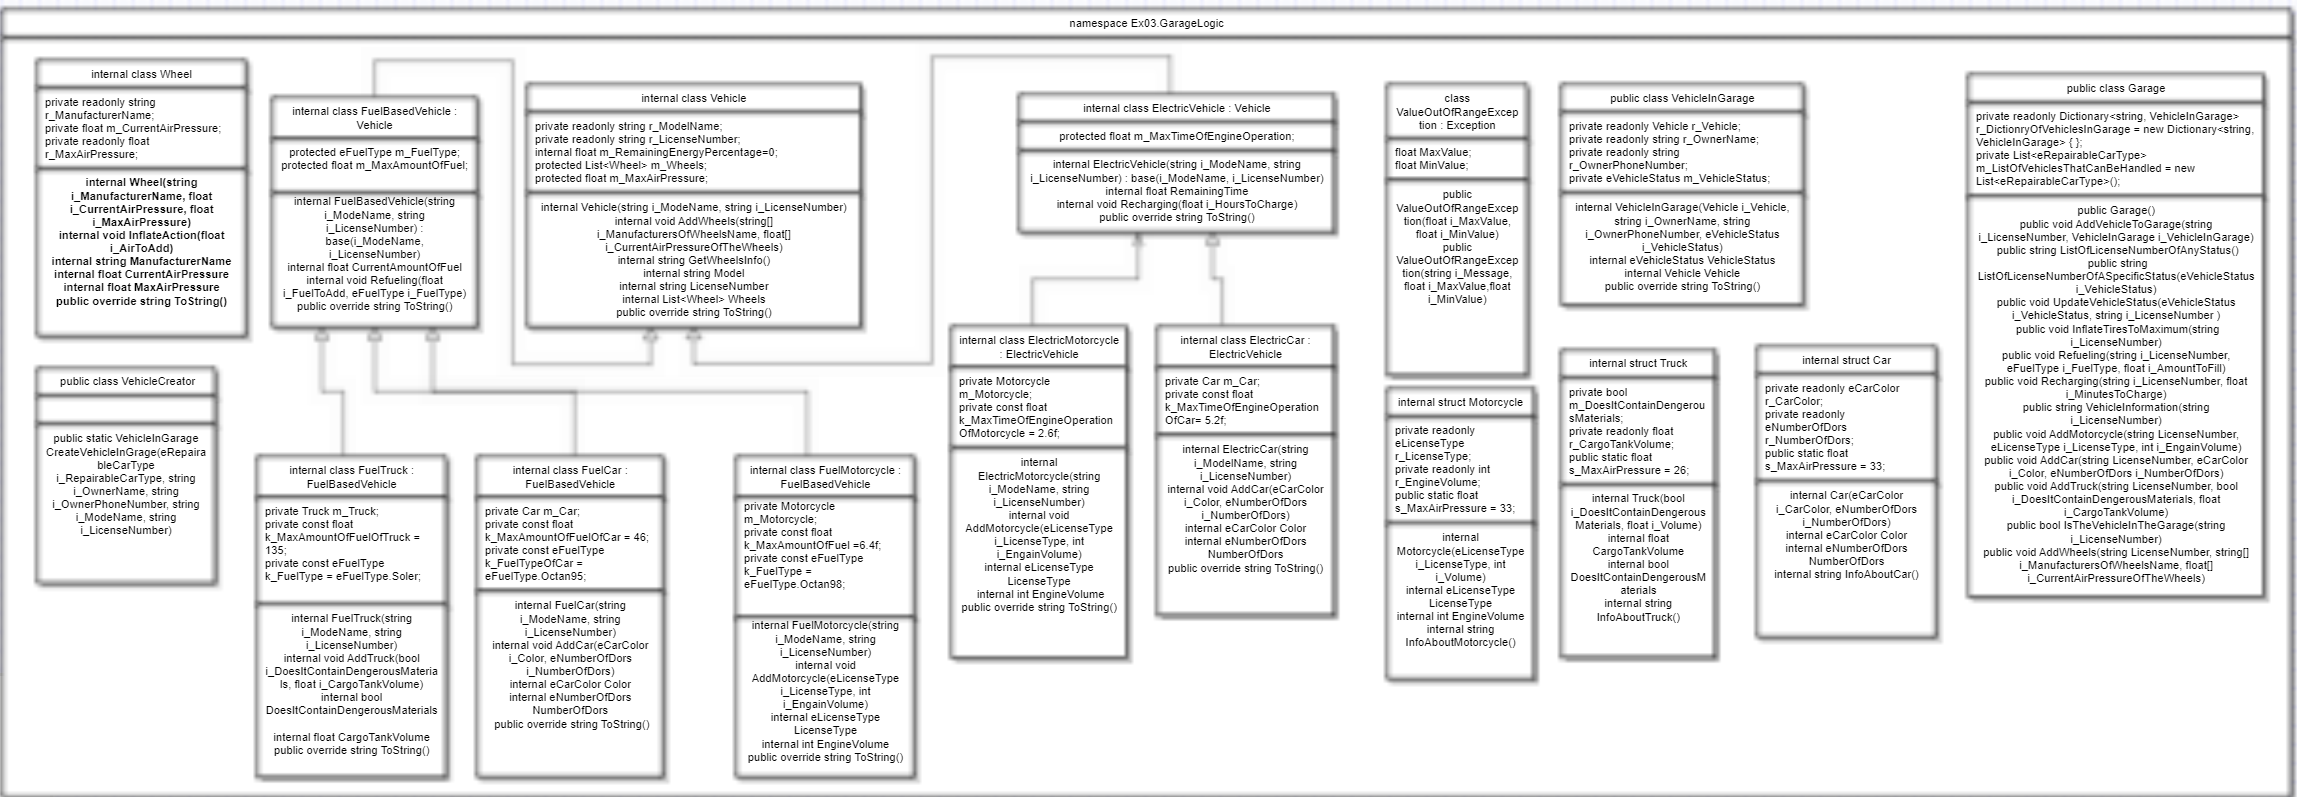 namespace Ex03.GarageLogic
internal class Wheel
private readonly string
r_ManufacturerName;
private float m_CurrentAirPressure;
private readonly float
r_MaxAirPressure;
internal Wheel(string
i_ManufacturerName, float
i_CurrentAirPressure, float
i_MaxAirPressure)
internal void InflateAction(float
i_AirToAdd)
internal string ManufacturerName
internal float CurrentAirPressure
internal float MaxAirPressure
public override string ToString()
public class VehicleCreator
public static VehicleInGarage
CreateVehicleInGrage(eRepaira
bleCarType
i_RepairableCarType, string
i_OwnerName, string
i_OwnerPhoneNumber, string
i_ModeName, string
i_LicenseNumber)
internal class FuelBasedVehicle :
Vehicle
protected eFuelType m_FuelType;
protected float m_MaxAmountOfFuel;
internal FuelBasedVehicle(string
i_ModeName, string
i_LicenseNumber) :
base(i_ModeName,
i_LicenseNumber)
internal float CurrentAmountOfFuel
internal void Refueling(float
i_FuelToAdd, eFuelType i_FuelType)
public override string ToString()
internal class Vehicle
private readonly string r_ModelName;
private readonly string r_LicenseNumber;
internal float m_RemainingEnergyPercentage=0;
protected List<Wheel> m_Wheels;
protected float m_MaxAirPressure;
internal Vehicle(string i_ModeName, string i_LicenseNumber)
internal void AddWheels(string[]
i_ManufacturersOfWheelsName, float[]
i_CurrentAirPressureOfTheWheels)
internal string GetWheelsInfo()
internal string Model
internal string LicenseNumber
internal List<Wheel> Wheels
public override string ToString()
internal class FuelTruck :
FuelBasedVehicle
private Truck m_Truck;
private const float
k_MaxAmountOfFuelOfTruck =
135;
private const eFuelType
k_FuelType = eFuelType.Soler;
internal FuelTruck(string
i_ModeName, string
i_LicenseNumber)
internal void AddTruck(bool
i_DoesItContainDengerousMateria
ls, float i_CargoTankVolume)
internal bool
DoesItContainDengerousMaterials
internal float CargoTankVolume
public override string ToString()
internal class FuelCar :
FuelBasedVehicle
private Car m_Car;
private const float
k_MaxAmountOfFuelOfCar = 46;
private const eFuelType
k_FuelTypeOfCar =
eFuelType.Octan95;
internal FuelCar(string
i_ModeName, string
i_LicenseNumber)
internal void AddCar(eCarColor
i_Color, eNumberOfDors
i_NumberOfDors)
internal eCarColor Color
internal eNumberOfDors
NumberOfDors
public override string ToString()
internal class FuelMotorcycle :
FuelBasedVehicle
private Motorcycle
m_Motorcycle;
private const float
k_MaxAmountOfFuel =6.4f;
private const eFuelType
k_FuelType =
eFuelType.Octan98;
internal FuelMotorcycle(string
i_ModeName, string
i_LicenseNumber)
internal void
AddMotorcycle(eLicenseType
i_LicenseType, int
i_EngainVolume)
internal eLicenseType
LicenseType
internal int EngineVolume
public override string ToString()
internal class ElectricVehicle : Vehicle
protected float m_MaxTimeOfEngineOperation;
internal ElectricVehicle(string i_ModeName, string
i_LicenseNumber) : base(i_ModeName, i_LicenseNumber)
internal float RemainingTime
internal void Recharging(float i_HoursToCharge)
public override string ToString()
internal class ElectricMotorcycle
: ElectricVehicle
private Motorcycle
m_Motorcycle;
private const float
k_MaxTimeOfEngineOperation
OfMotorcycle = 2.6f;
internal
ElectricMotorcycle(string
i_ModeName, string
i_LicenseNumber)
internal void
AddMotorcycle(eLicenseType
i_LicenseType, int
i_EngainVolume)
internal eLicenseType
LicenseType
internal int EngineVolume
public override string ToString()
internal class ElectricCar :
ElectricVehicle
private Car m_Car;
private const float
k_MaxTimeOfEngineOperation
OfCar= 5.2f;
internal ElectricCar(string
i_ModelName, string
i_LicenseNumber)
internal void AddCar(eCarColor
i_Color, eNumberOfDors
i_NumberOfDors)
internal eCarColor Color
internal eNumberOfDors
NumberOfDors
public override string ToString()
class
ValueOutOfRangeExcep
tion : Exception
float MaxValue;
float MinValue;
public
ValueOutOfRangeExcep
tion(float i_MaxValue,
float i_MinValue)
public
ValueOutOfRangeExcep
tion(string i_Message,
float i_MaxValue,float
i_MinValue)
internal struct Motorcycle
private readonly
eLicenseType
r_LicenseType;
private readonly int
r_EngineVolume;
public static float
s_MaxAirPressure = 33;
internal
Motorcycle(eLicenseType
i_LicenseType, int
i_Volume)
internal eLicenseType
LicenseType
internal int EngineVolume
internal string
InfoAboutMotorcycle()
public class VehicleInGarage
private readonly Vehicle r_Vehicle;
private readonly string r_OwnerName;
private readonly string
r_OwnerPhoneNumber;
private eVehicleStatus m_VehicleStatus;
internal VehicleInGarage(Vehicle i_Vehicle,
string i_OwnerName, string
i_OwnerPhoneNumber, eVehicleStatus
i_VehicleStatus)
internal eVehicleStatus VehicleStatus
internal Vehicle Vehicle
public override string ToString()
internal struct Truck
private bool
m_DoesItContainDengerou
sMaterials;
private readonly float
r_CargoTankVolume;
public static float
s_MaxAirPressure = 26;
internal Truck(bool
i_DoesItContainDengerous
Materials, float i_Volume)
internal float
CargoTankVolume
internal bool
DoesItContainDengerousM
aterials
internal string
InfoAboutTruck()
internal struct Car
private readonly eCarColor
r_CarColor;
private readonly
eNumberOfDors
r_NumberOfDors;
public static float
s_MaxAirPressure = 33;
internal Car(eCarColor
i_CarColor, eNumberOfDors
i_NumberOfDors)
internal eCarColor Color
internal eNumberOfDors
NumberOfDors
internal string InfoAboutCar()
public class Garage
private readonly Dictionary<string, VehicleInGarage>
r_DictionryOfVehiclesInGarage = new Dictionary<string,
VehicleInGarage> { };
private List<eRepairableCarType>
m_ListOfVehiclesThatCanBeHandled = new
List<eRepairableCarType>();
public Garage()
public void AddVehicleToGarage(string
i_LicenseNumber, VehicleInGarage i_VehicleInGarage)
public string ListOfLicenseNumberOfAnyStatus()
public string
ListOfLicenseNumberOfASpecificStatus(eVehicleStatus
i_VehicleStatus)
public void UpdateVehicleStatus(eVehicleStatus
i_VehicleStatus, string i_LicenseNumber )
public void InflateTiresToMaximum(string
i_LicenseNumber)
public void Refueling(string i_LicenseNumber,
eFuelType i_FuelType, float i_AmountToFill)
public void Recharging(string i_LicenseNumber, float
i_MinutesToCharge)
public string VehicleInformation(string
i_LicenseNumber)
public void AddMotorcycle(string LicenseNumber,
eLicenseType i_LicenseType, int i_EngainVolume)
public void AddCar(string LicenseNumber, eCarColor
i_Color, eNumberOfDors i_NumberOfDors)
public void AddTruck(string LicenseNumber, bool
i_DoesItContainDengerousMaterials, float
i_CargoTankVolume)
public bool IsTheVehicleInTheGarage(string
i_LicenseNumber)
public void AddWheels(string LicenseNumber, string[]
i_ManufacturersOfWheelsName, float[]
i_CurrentAirPressureOfTheWheels)